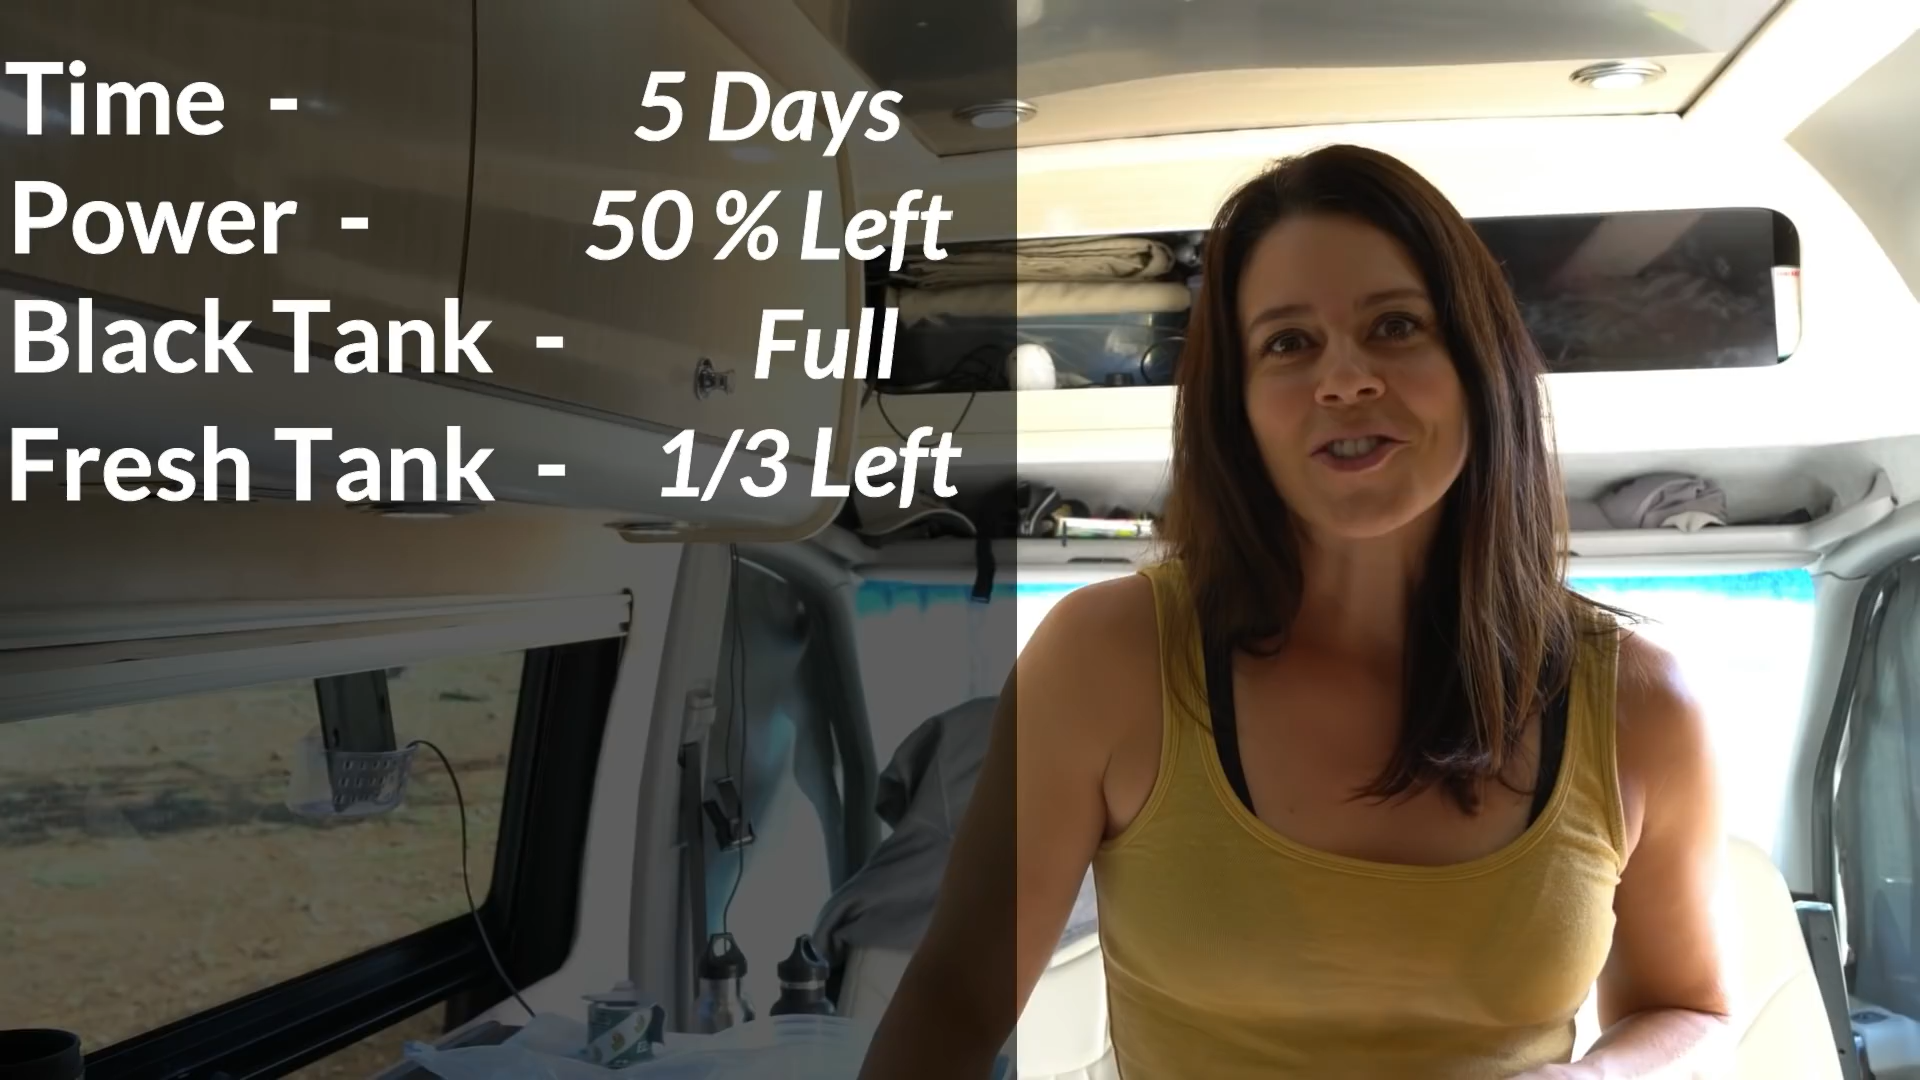 Time - 5 Days
Power - 50 % Left
Black Tank - Full
Fresh Tank - 1/3 Left